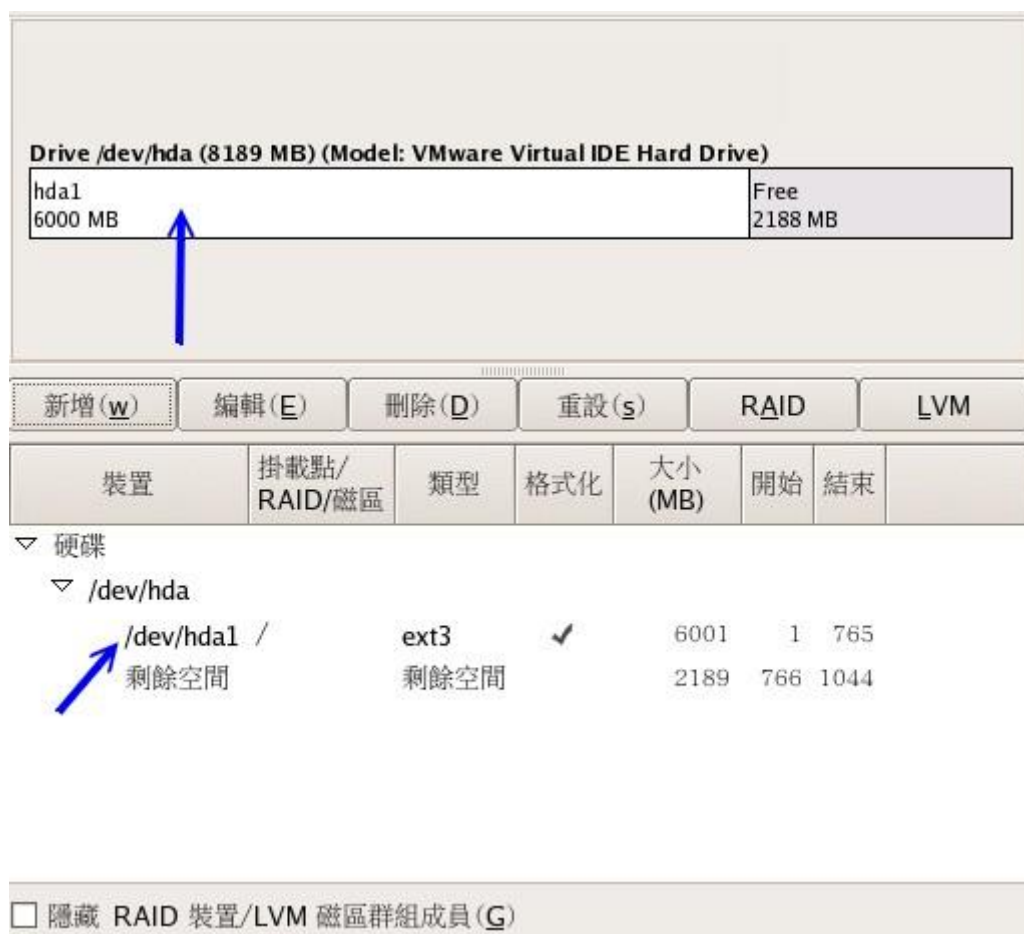 Drive /dev/hda (8189 MB) (Model: VMware Virtual IDE Hard Drive)
hda1 Free
6000 MB 2188 MB
新增(w) 編輯(E) 刪除(D) 重設(s) RAID LVM
裝置 掛載點/ RAID/磁區 類型 格式化 大小 (MB) 開始 結束
硬碟
/dev/hda
/dev/hda1 / ext3 6001 1 765
剩餘空間 剩餘空間 2189 766 1044
隱藏 RAID 裝置/LVM 磁區群組成員(G)